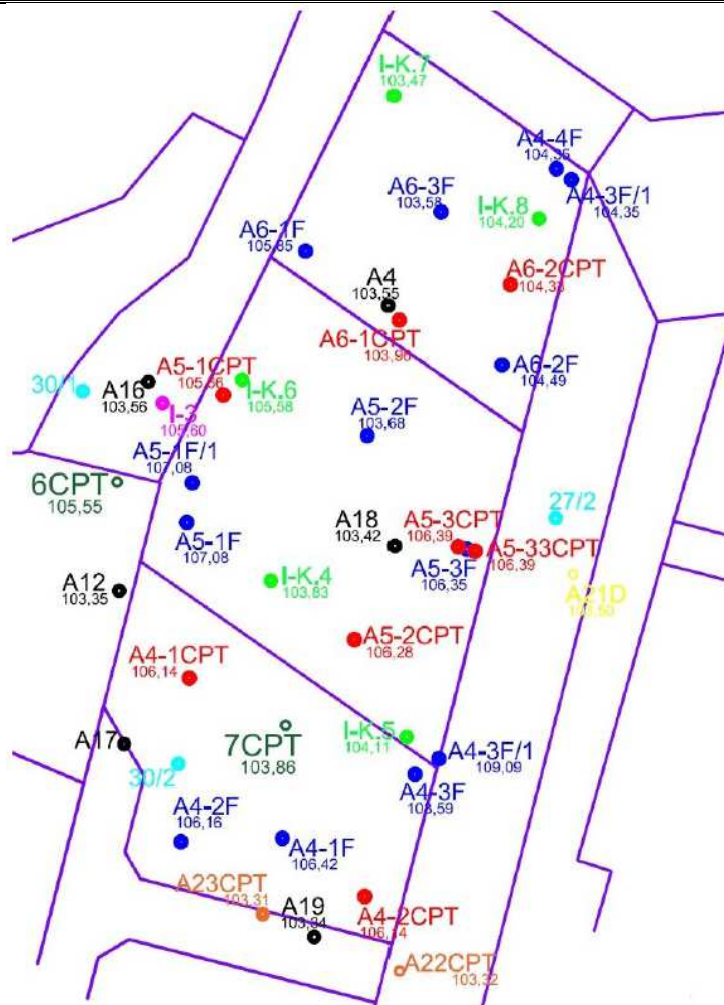 I-K.7
103,47
A4-4F
104,35
A6-3F
103,58
I-K.8
104,20
A4-3F/1
104,35
A6-1F
105,85
A4
103,55
A6-2CPT
104,33
A6-1CPT
103,90
A6-2F
104,49
30/1
A16
103,56
A5-1CPT
105,56
I-K.6
105,58
I-3
105,60
A5-2F
103,68
A5-1F/1
107,08
6CPT
105,55
A5-1F
107,08
A18
103,42
A5-3CPT
106,39
27/2
A5-33CPT
106,39
A5-3F
106,35
A21D
I-K.4
103,83
A12
103,35
A5-2CPT
106,28
A4-1CPT
106,14
I-K.5
104,11
A17
7CPT
103,86
A4-3F/1
109,09
30/2
A4-3F
A4-2F
106,16
A4-1F
106,42
A23CPT
103,31
A19
103,84
A4-2CPT
106,14
A22CPT
103,32